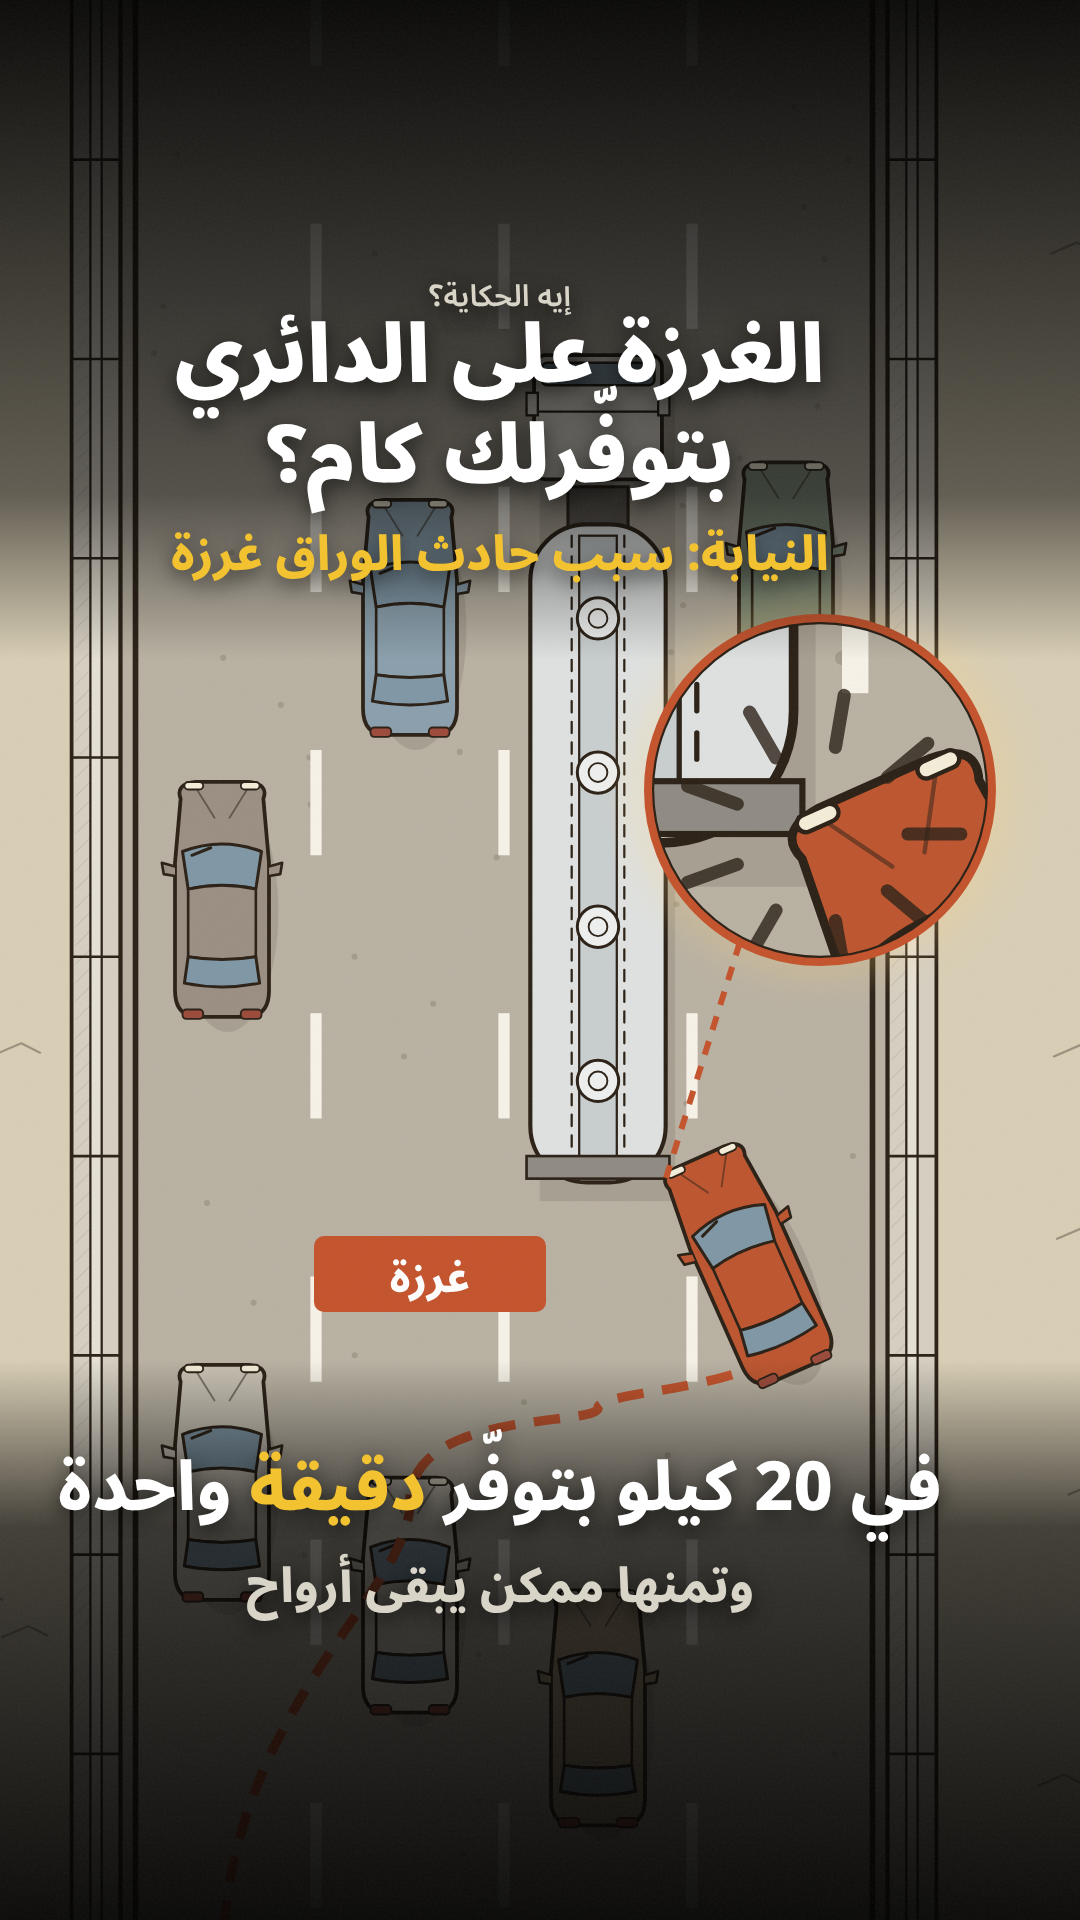 إيه الحكاية؟
الغرزة على الدائري
بتوفّرلك كام؟
النيابة: سبب حادث الوراق غرزة
غرزة
في 20 كيلو بتوفّر دقيقة واحدة
وتمنها ممكن يبقى أرواح